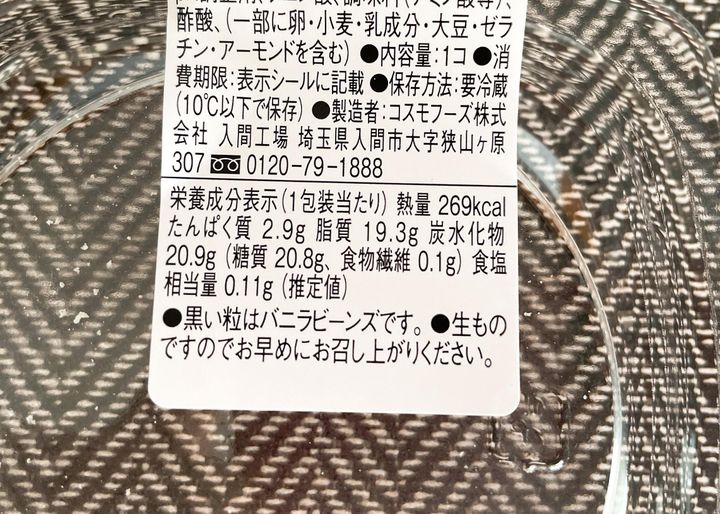 酢酸、(一部に卵・小麦・乳成分・大豆・ゼラ
チン・アーモンドを含む) ●内容量:1コ ●消
費期限:表示シールに記載 ●保存方法:要冷蔵
(10℃以下で保存) ●製造者:コスモフーズ株式
会社 入間工場 埼玉県入間市大字狭山ヶ原
307 0120-79-1888
栄養成分表示(1包装当たり) 熱量 269kcal
たんぱく質 2.9g 脂質 19.3g 炭水化物
20.9g (糖質 20.8g、食物繊維 0.1g) 食塩
相当量 0.11g (推定値)
●黒い粒はバニラビーンズです。●生もの
ですのでお早めにお召し上がりください。